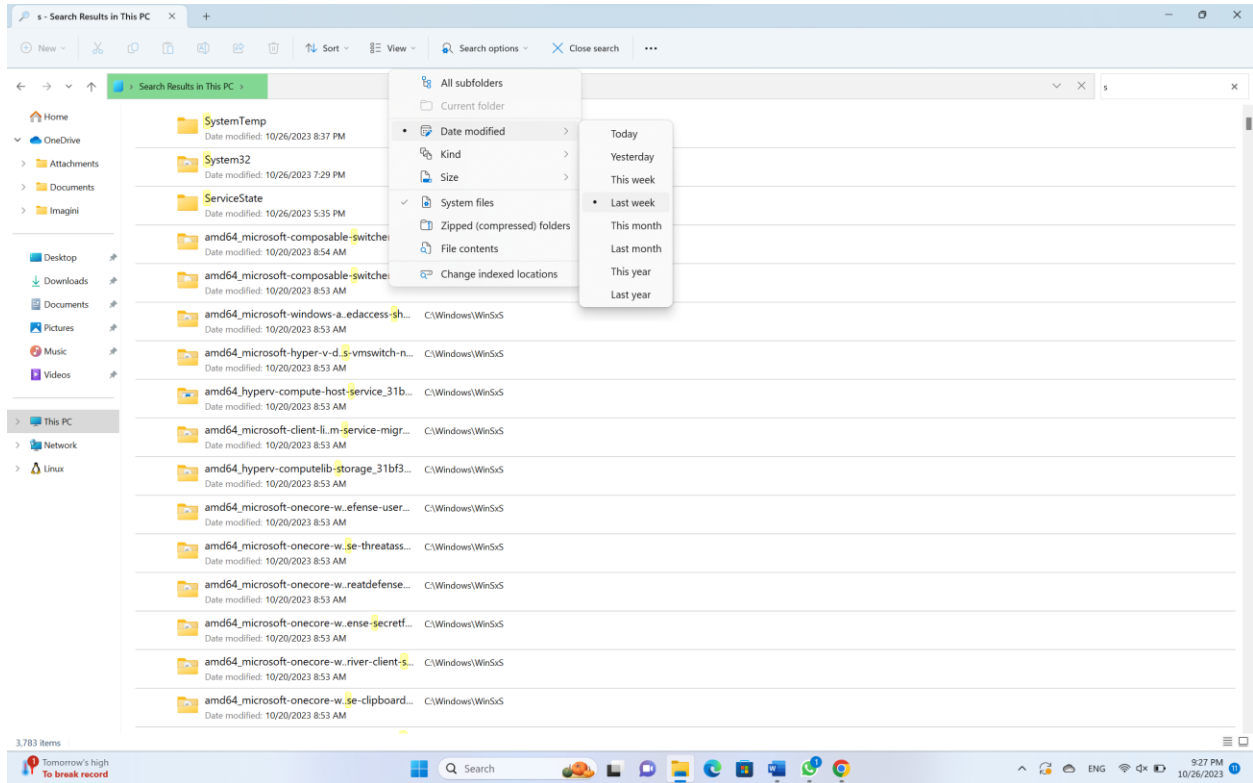 s - Search Results in This PC
New
Sort
View
Search options
Close search
Search Results in This PC
s
Home
OneDrive
Attachments
Documents
Imagini
Desktop
Downloads
Documents
Pictures
Music
Videos
This PC
Network
Linux
All subfolders
Current folder
Date modified
Kind
Size
System files
Zipped (compressed) folders
File contents
Change indexed locations
Today
Yesterday
This week
Last week
This month
Last month
This year
Last year
SystemTemp
Date modified: 10/26/2023 8:37 PM
System32
Date modified: 10/26/2023 7:29 PM
ServiceState
Date modified: 10/26/2023 5:35 PM
amd64_microsoft-composable-switcher
Date modified: 10/20/2023 8:54 AM
amd64_microsoft-composable-switcher
Date modified: 10/20/2023 8:53 AM
amd64_microsoft-windows-a..edaccess-sh... C:\Windows\WinSxS
Date modified: 10/20/2023 8:53 AM
amd64_microsoft-hyper-v-d..s-vmswitch-n... C:\Windows\WinSxS
Date modified: 10/20/2023 8:53 AM
amd64_hyperv-compute-host-service_31b... C:\Windows\WinSxS
Date modified: 10/20/2023 8:53 AM
amd64_microsoft-client-li..m-service-migr... C:\Windows\WinSxS
Date modified: 10/20/2023 8:53 AM
amd64_hyperv-computelib-storage_31bf3... C:\Windows\WinSxS
Date modified: 10/20/2023 8:53 AM
amd64_microsoft-onecore-w..efense-user... C:\Windows\WinSxS
Date modified: 10/20/2023 8:53 AM
amd64_microsoft-onecore-w..se-threatass... C:\Windows\WinSxS
Date modified: 10/20/2023 8:53 AM
amd64_microsoft-onecore-w..reatdefense... C:\Windows\WinSxS
Date modified: 10/20/2023 8:53 AM
amd64_microsoft-onecore-w..ense-secretf... C:\Windows\WinSxS
Date modified: 10/20/2023 8:53 AM
amd64_microsoft-onecore-w..river-client-s... C:\Windows\WinSxS
Date modified: 10/20/2023 8:53 AM
amd64_microsoft-onecore-w..se-clipboard... C:\Windows\WinSxS
Date modified: 10/20/2023 8:53 AM
3,783 items
1
Tomorrow's high
To break record
Search
ENG
9:27 PM
10/26/2023